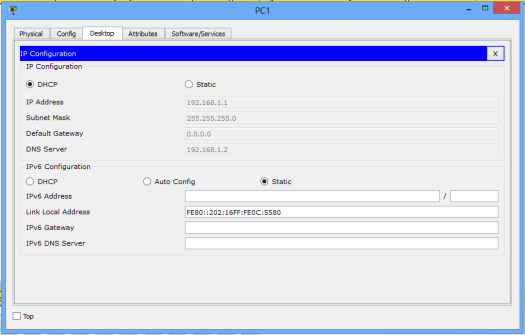 PC1
Physical Config Desktop Attributes Software/Services
IP Configuration X
IP Configuration
DHCP Static
IP Address 192.168.1.1
Subnet Mask 255.255.255.0
Default Gateway 0.0.0.0
DNS Server 192.168.1.2
IPv6 Configuration
DHCP Auto Config Static
IPv6 Address /
Link Local Address FE80::202:16FF:FE0C:5580
IPv6 Gateway
IPv6 DNS Server
Top